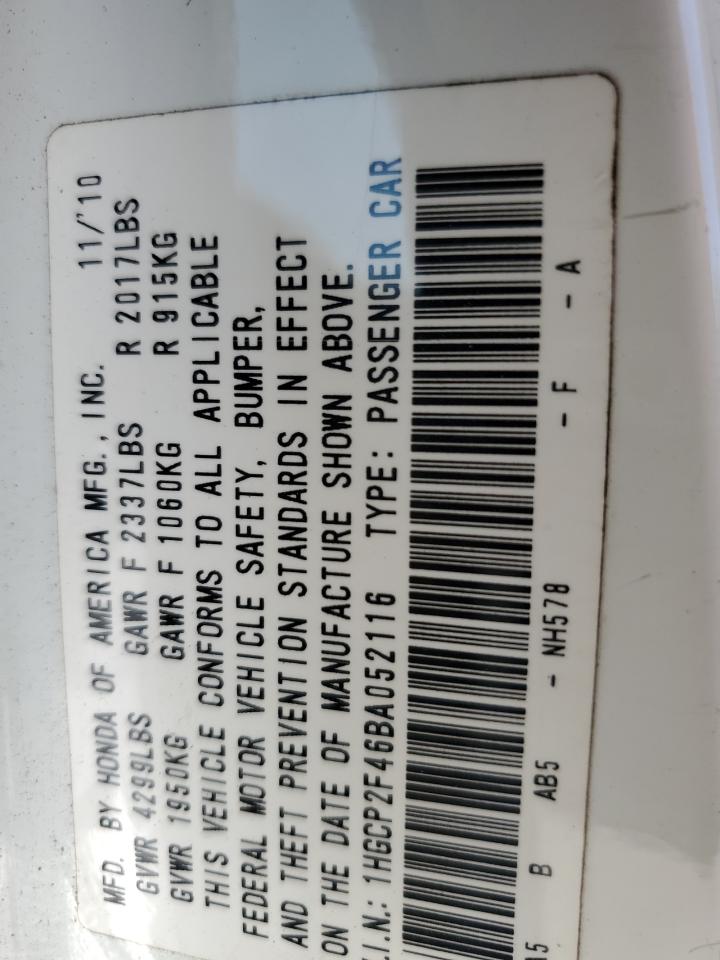 MFD. BY HONDA OF AMERICA MFG., INC. 11/'10
GVWR 4299LBS GAWR F 2337LBS R 2017LBS
GVWR 1950KG GAWR F 1060KG R 915KG
THIS VEHICLE CONFORMS TO ALL APPLICABLE
FEDERAL MOTOR VEHICLE SAFETY, BUMPER,
AND THEFT PREVENTION STANDARDS IN EFFECT
ON THE DATE OF MANUFACTURE SHOWN ABOVE.
.I.N.: 1HGCP2F46BA052116 TYPE: PASSENGER CAR
15 B AB5 - NH578 - F - A